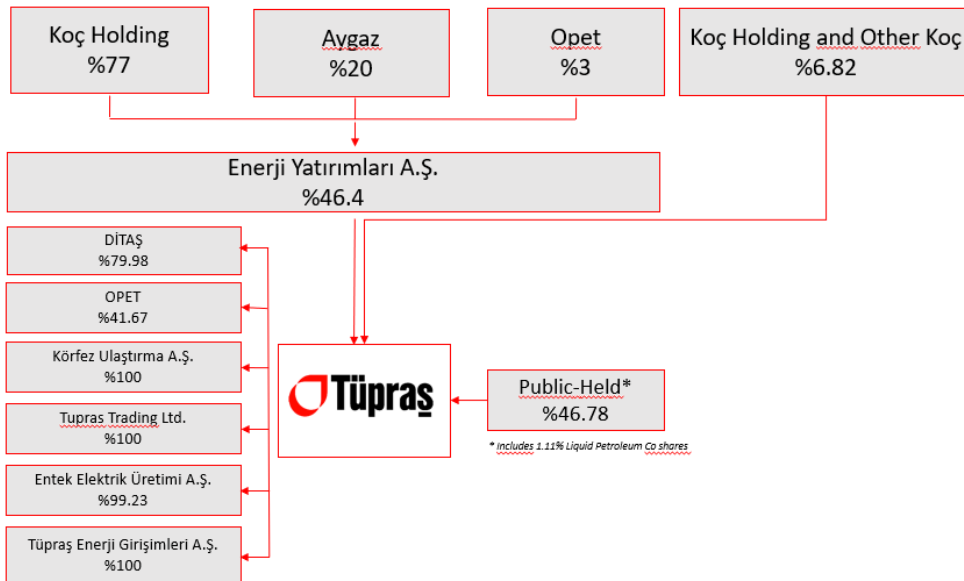 Koç Holding
%77
Aygaz
%20
Opet
%3
Koç Holding and Other Koç
%6.82
Enerji Yatırımları A.Ş.
%46.4
DİTAŞ
%79.98
OPET
%41.67
Körfez Ulaştırma A.Ş.
%100
Tupras Trading Ltd.
%100
Entek Elektrik Üretimi A.Ş.
%99.23
Tüpraş Enerji Girişimleri A.Ş.
%100
Tüpraş
Public-Held*
%46.78
* Includes 1.11% Liquid Petroleum Co shares